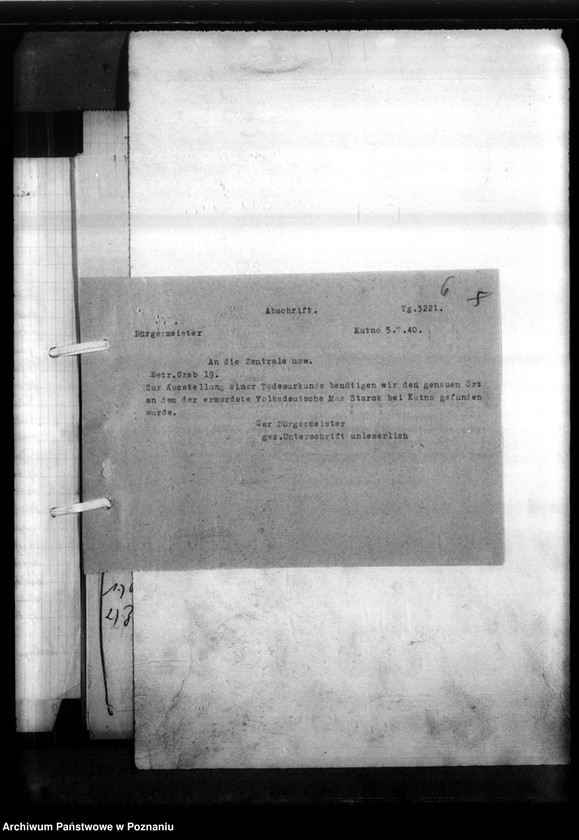 6
Abschrift. Tg.3221.
Bürgermeister Kutno 5.7.40.
An die Zentrale usw.
Betr.Grab 19.
Zur Ausstellung einer Todesurkunde benötigen wir den genauen Ort
an dem der ermordete Volksdeutsche Max Starck bei Kutno gefunden
wurde.
Der Bürgermeister
gez.Unterschrift unleserlich
Archiwum Państwowe w Poznaniu